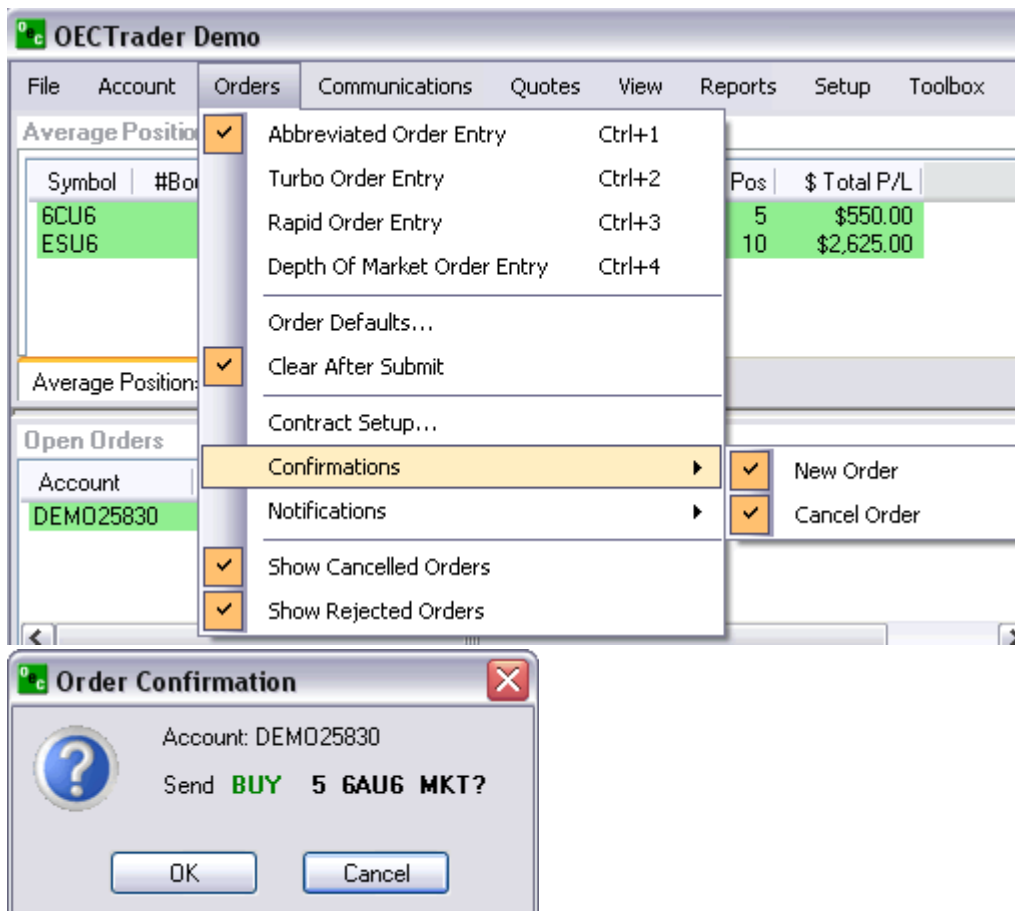 OECTrader Demo
File Account Orders Communications Quotes View Reports Setup Toolbox
Average Position
Symbol #Bou Pos $ Total P/L
6CU6 5 $550.00
ESU6 10 $2,625.00
Average Positions
Open Orders
Account
DEMO25830
Abbreviated Order Entry Ctrl+1
Turbo Order Entry Ctrl+2
Rapid Order Entry Ctrl+3
Depth Of Market Order Entry Ctrl+4
Order Defaults...
Clear After Submit
Contract Setup...
Confirmations
Notifications
Show Cancelled Orders
Show Rejected Orders
New Order
Cancel Order
Oec Order Confirmation
Account: DEMO25830
Send BUY 5 6AU6 MKT?
OK Cancel